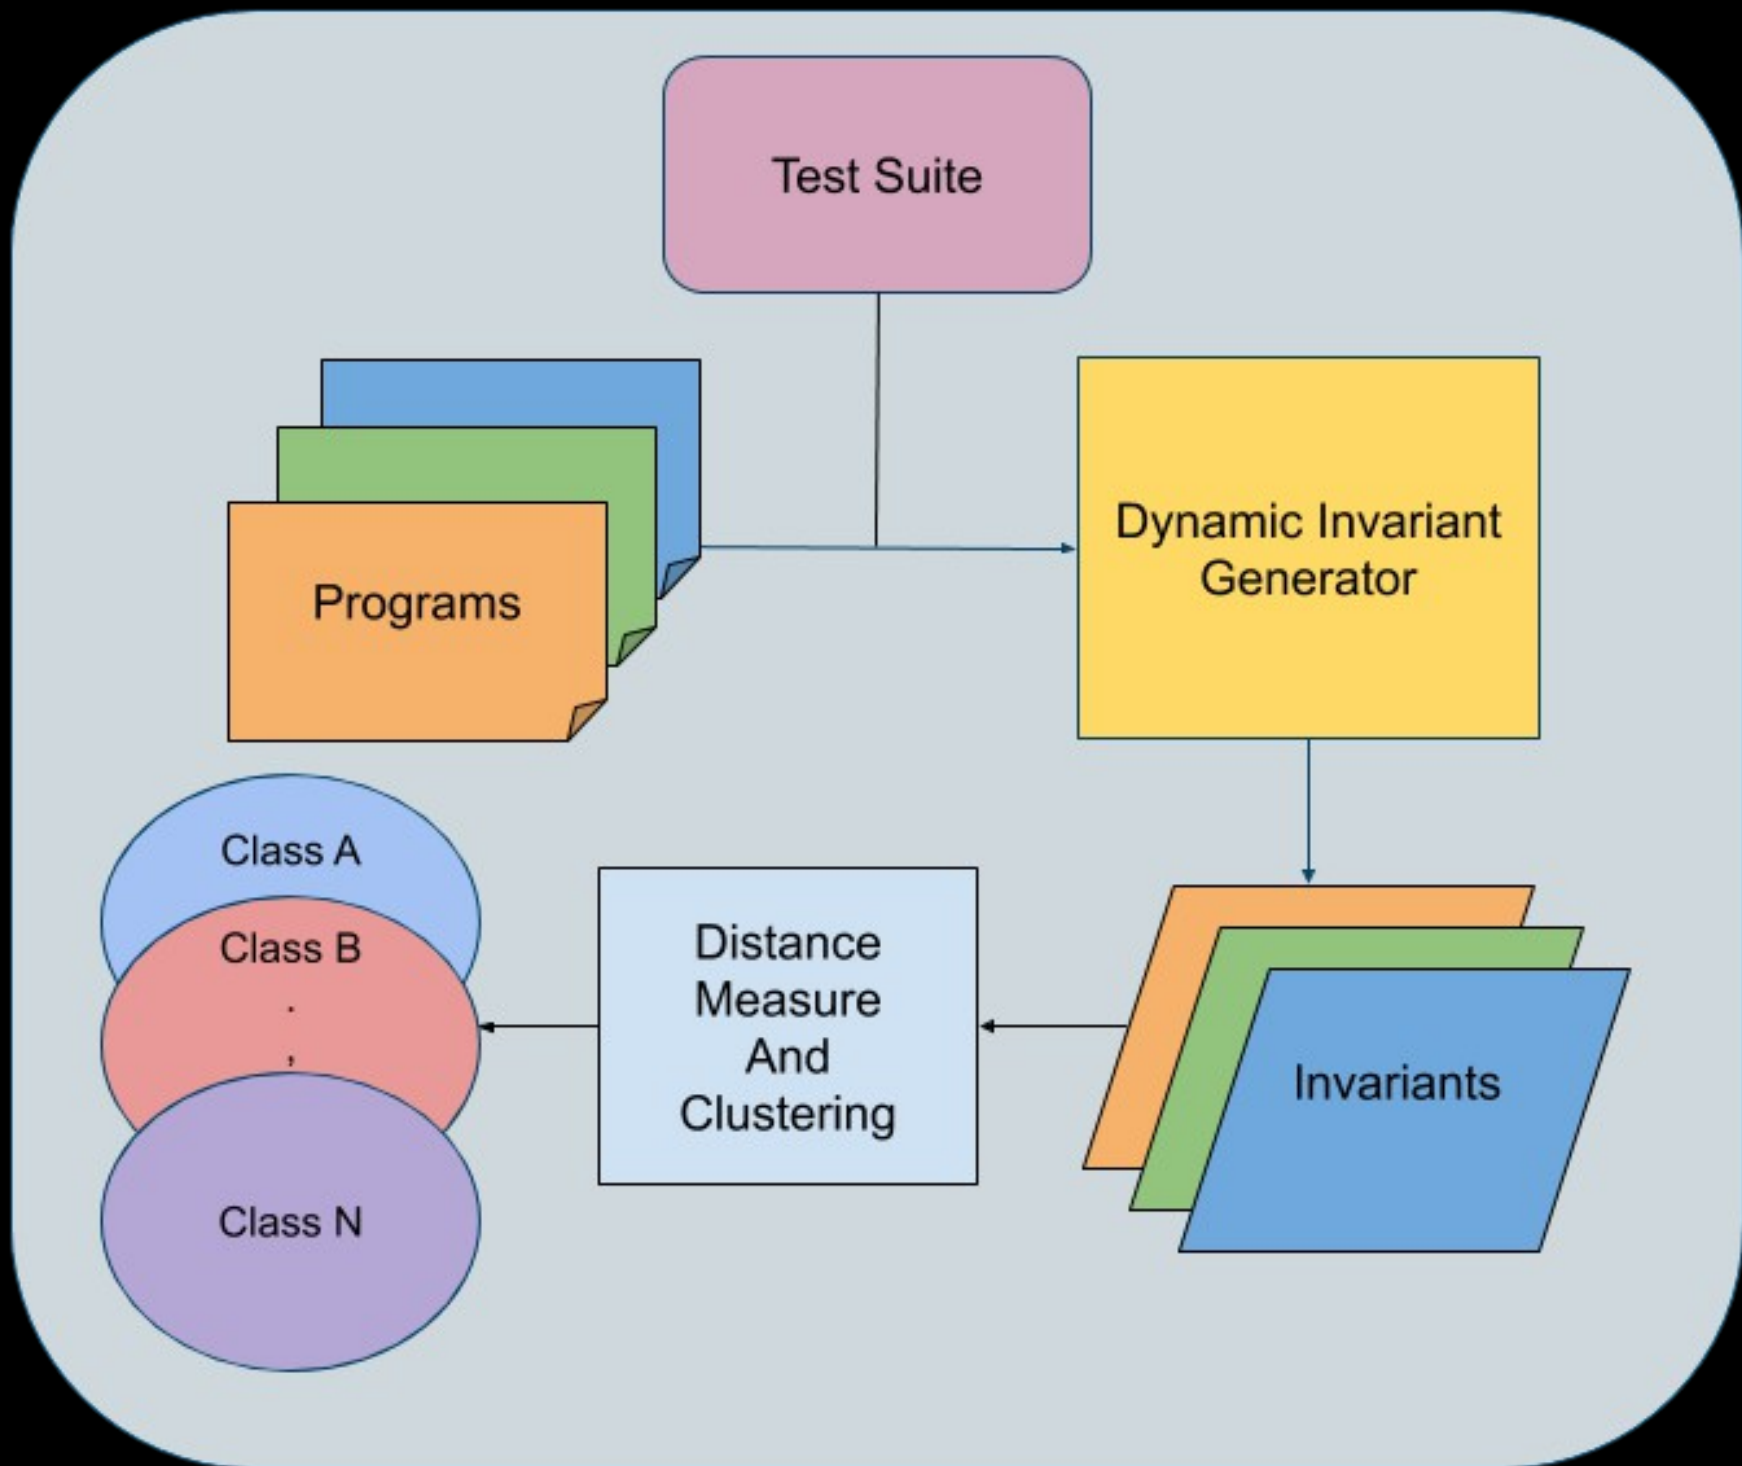 Test Suite
Programs
Dynamic Invariant
Generator
Class A
Class B
.
,
Class N
Distance
Measure
And
Clustering
Invariants